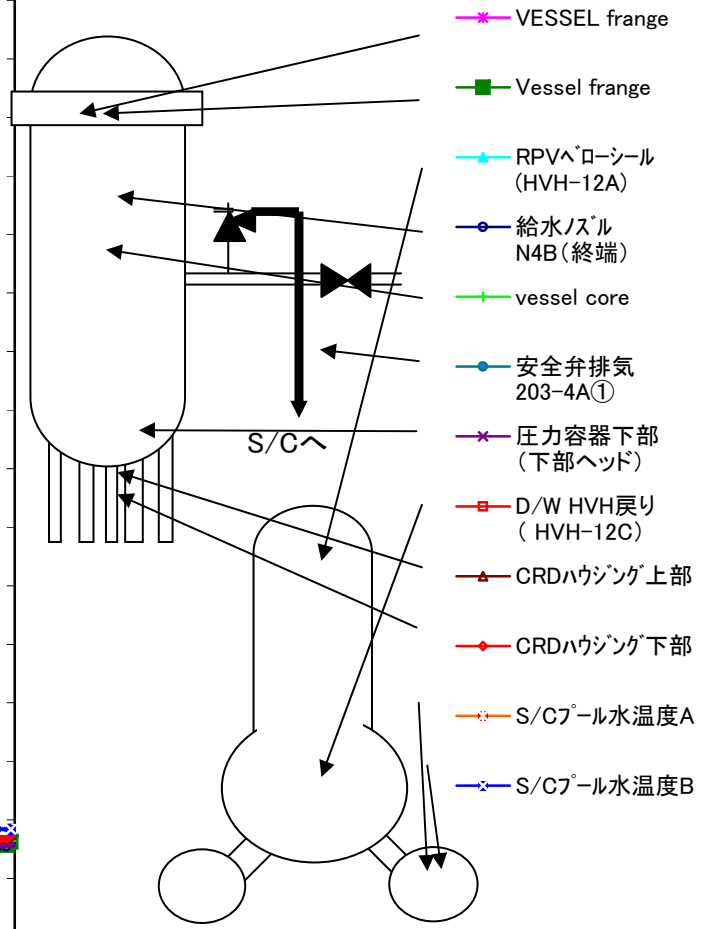 VESSEL frange
Vessel frange
RPVﾍﾞﾛｰｼｰﾙ
(HVH-12A)
給水ﾉｽﾞﾙ
N4B(終端)
vessel core
安全弁排気
203-4A①
圧力容器下部
(下部ヘッド)
D/W HVH戻り
( HVH-12C)
CRDﾊｳｼﾞﾝｸﾞ上部
CRDﾊｳｼﾞﾝｸﾞ下部
S/Cﾌﾟｰﾙ水温度A
S/Cﾌﾟｰﾙ水温度B
S/Cへ